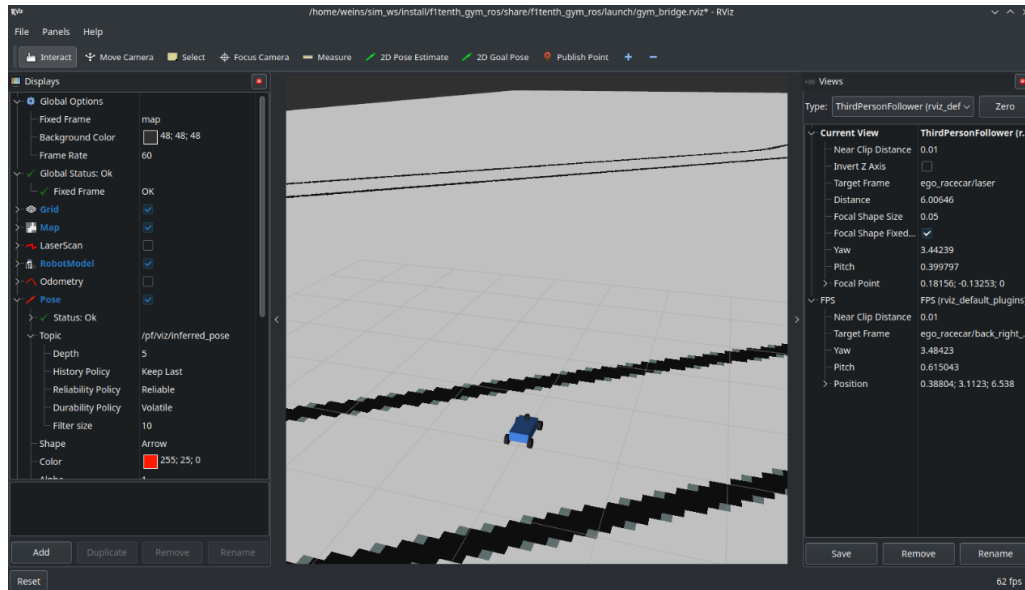 RViz
/home/weins/sim_ws/install/f1tenth_gym_ros/share/f1tenth_gym_ros/launch/gym_bridge.rviz* - RViz
File Panels Help
Interact Move Camera Select Focus Camera Measure 2D Pose Estimate 2D Goal Pose Publish Point
Displays
Global Options
Fixed Frame map
Background Color 48; 48; 48
Frame Rate 60
Global Status: Ok
Fixed Frame OK
Grid
Map
LaserScan
RobotModel
Odometry
Pose
Status: Ok
Topic /pf/viz/inferred_pose
Depth 5
History Policy Keep Last
Reliability Policy Reliable
Durability Policy Volatile
Filter size 10
Shape Arrow
Color 255; 25; 0
Alpha 1
Add Duplicate Remove Rename
Reset
Views
Type: ThirdPersonFollower (rviz_def Zero
Current View ThirdPersonFollower (r...
Near Clip Distance 0.01
Invert Z Axis
Target Frame ego_racecar/laser
Distance 6.00646
Focal Shape Size 0.05
Focal Shape Fixed...
Yaw 3.44239
Pitch 0.399797
Focal Point 0.18156; -0.13253; 0
FPS FPS (rviz_default_plugins)
Near Clip Distance 0.01
Target Frame ego_racecar/back_right_...
Yaw 3.48423
Pitch 0.615043
Position 0.38804; 3.1123; 6.538
Save Remove Rename
62 fps